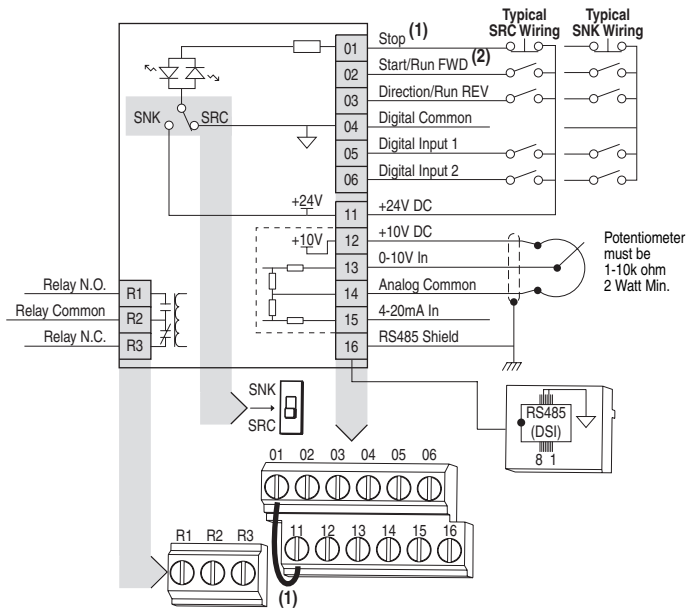 Typical
SRC Wiring
Typical
SNK Wiring
01 Stop (1)
02 Start/Run FWD (2)
03 Direction/Run REV
SNK SRC
04 Digital Common
05 Digital Input 1
06 Digital Input 2
+24V
11 +24V DC
+10V
12 +10V DC
13 0-10V In
14 Analog Common
15 4-20mA In
16 RS485 Shield
Potentiometer
must be
1-10k ohm
2 Watt Min.
Relay N.O. R1
Relay Common R2
Relay N.C. R3
SNK
SRC
RS485
(DSI)
8 1
01 02 03 04 05 06
11 12 13 14 15 16
R1 R2 R3
(1)